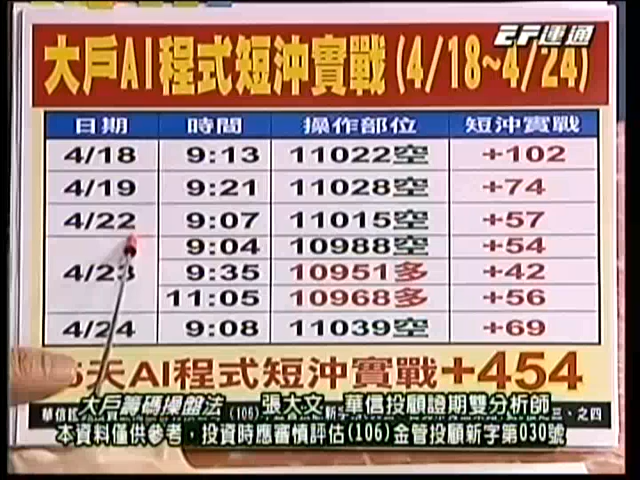 EF運通
大戶AI程式短沖實戰(4/18~4/24)
日期 時間 操作部位 短沖實戰
4/18 9:13 11022空 +102
4/19 9:21 11028空 +74
4/22 9:07 11015空 +57
9:04 10988空 +54
4/23 9:35 10951多 +42
11:05 10968多 +56
4/24 9:08 11039空 +69
5天AI程式短沖實戰+454
大戶籌碼操盤法 張大文 華信投顧證期雙分析師
本資料僅供參考,投資時應審慎評估(106)金管投顧新字第030號